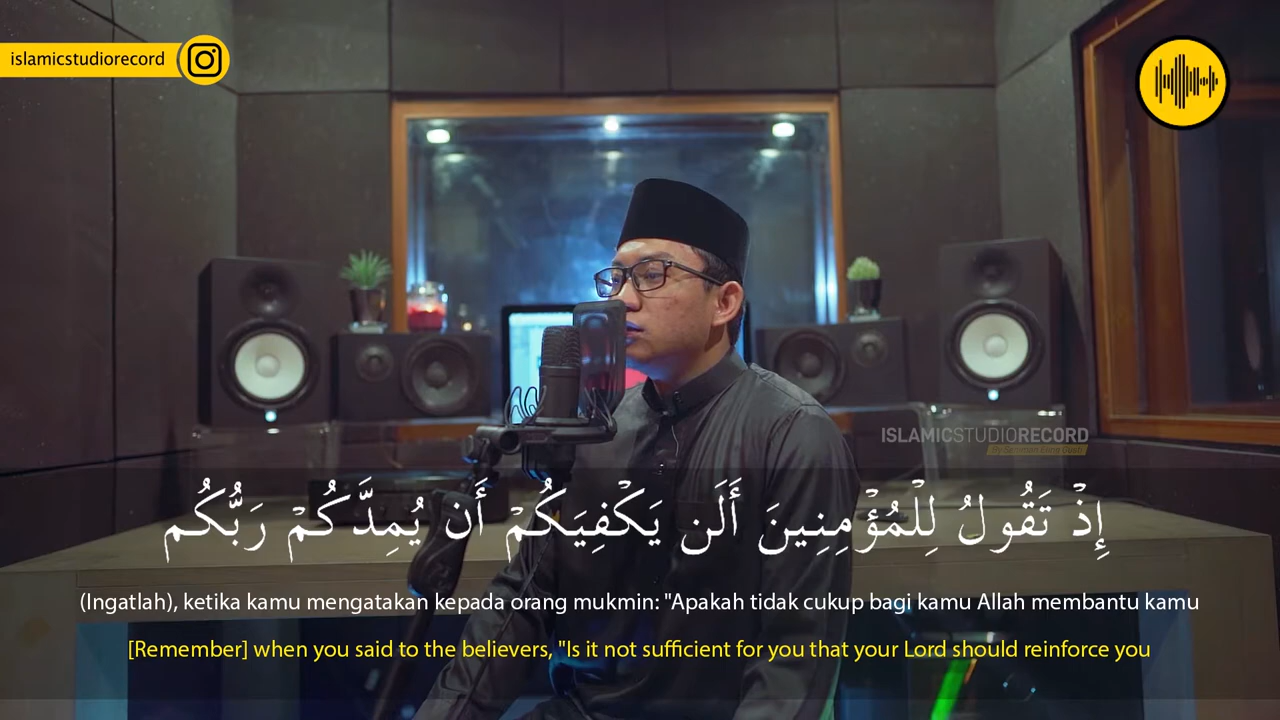 islamicstudiorecord
ISLAMICSTUDIORECORD
إِذْ تَقُولُ لِلْمُؤْمِنِينَ أَلَن يَكْفِيَكُمْ أَن يُمِدَّكُمْ رَبُّكُم
(Ingatlah), ketika kamu mengatakan kepada orang mukmin: "Apakah tidak cukup bagi kamu Allah membantu kamu
[Remember] when you said to the believers, "Is it not sufficient for you that your Lord should reinforce you